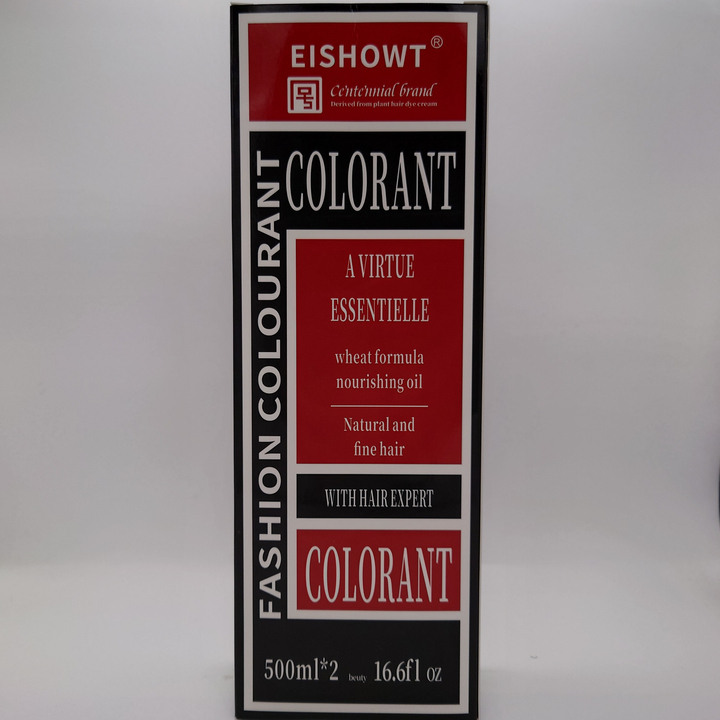 EISHOWT®
Centennial brand
Derived from plant hair dye cream
FASHION COLOURANT
COLORANT
A VIRTUE
ESSENTIELLE
wheat formula
nourishing oil
Natural and
fine hair
WITH HAIR EXPERT
COLORANT
500ml*2 beuty 16.6fl oz